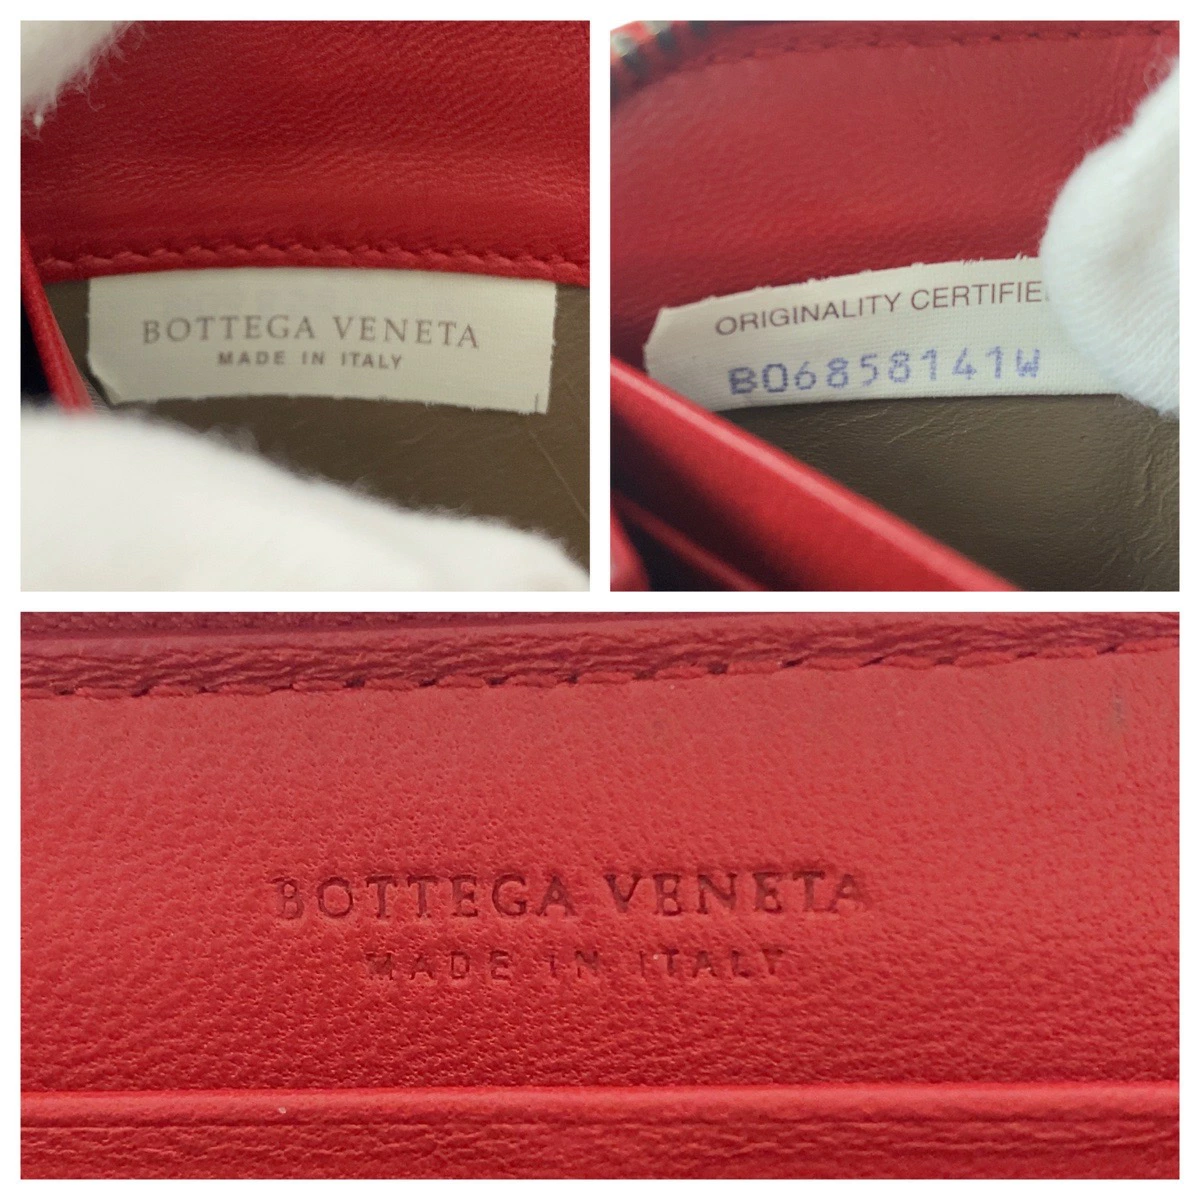 BOTTEGA VENETA
MADE IN ITALY
ORIGINALITY CERTIFIE
B06858141W
BOTTEGA VENETA
MADE IN ITALY